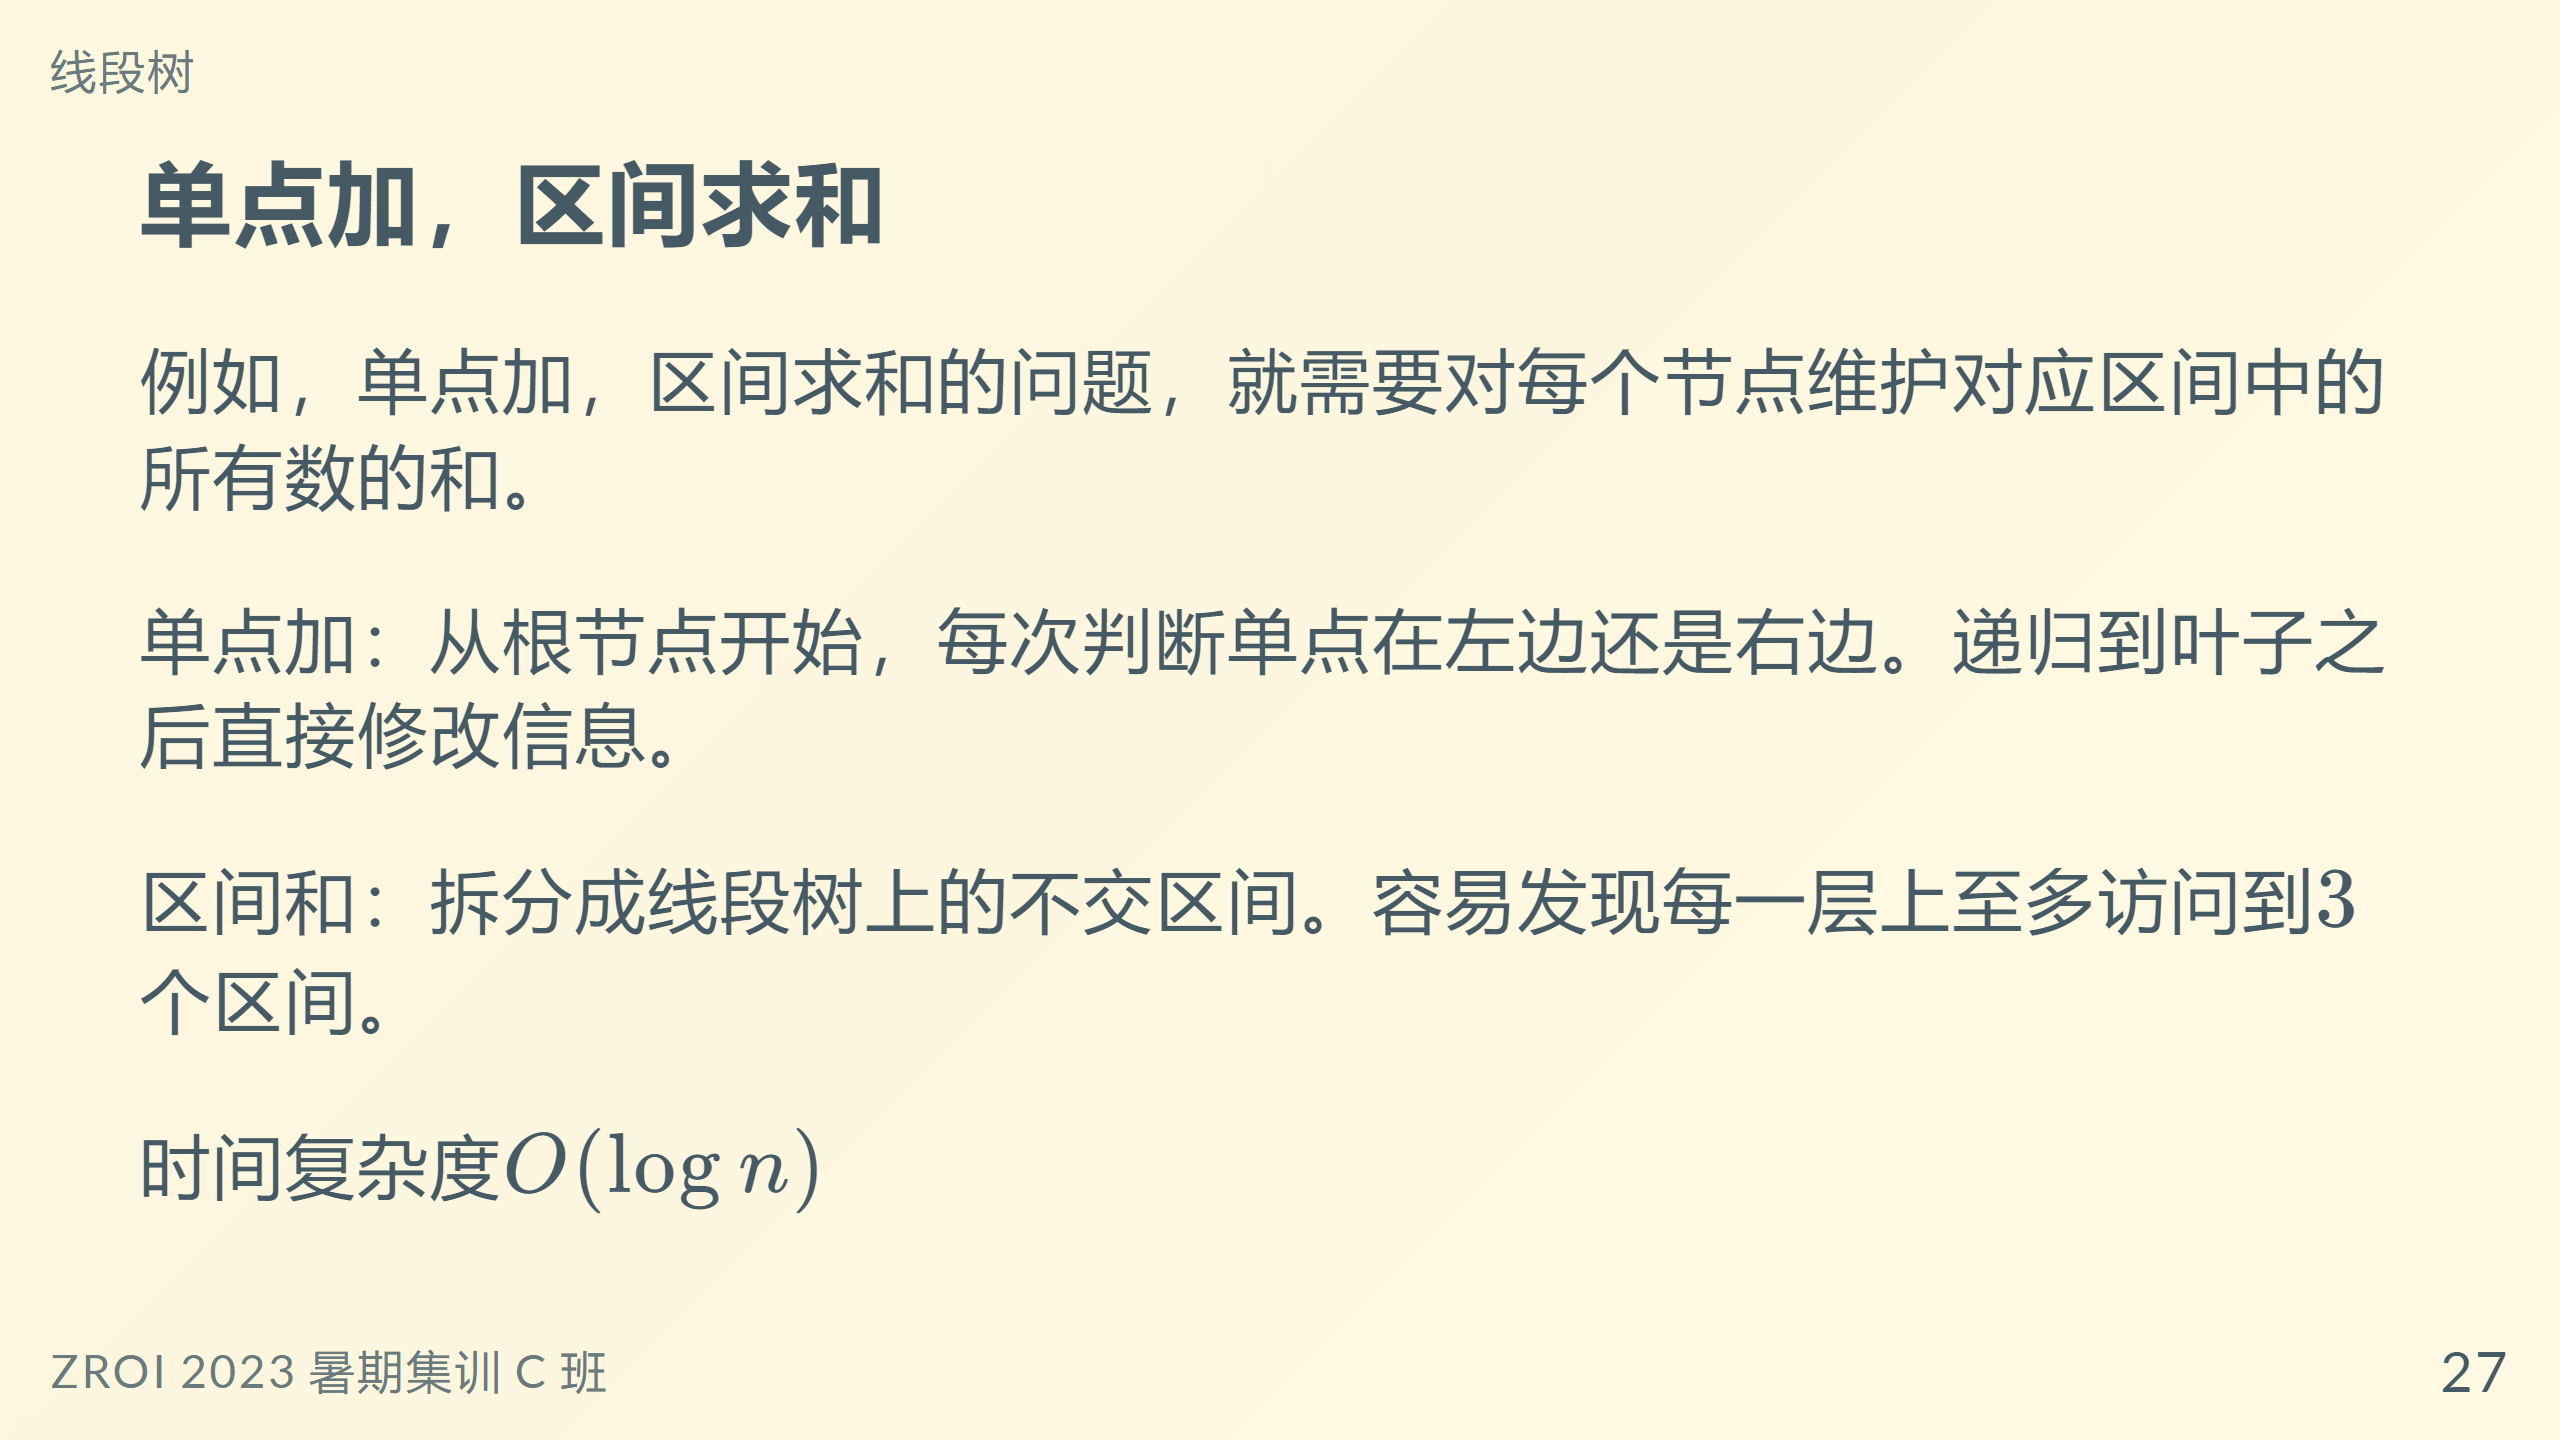 线段树
单点加，区间求和
例如，单点加，区间求和的问题，就需要对每个节点维护对应区间中的
所有数的和。
单点加：从根节点开始，每次判断单点在左边还是右边。递归到叶子之
后直接修改信息。
区间和：拆分成线段树上的不交区间。容易发现每一层上至多访问到3
个区间。
时间复杂度O(log n)
ZROI 2023 暑期集训 C 班
27